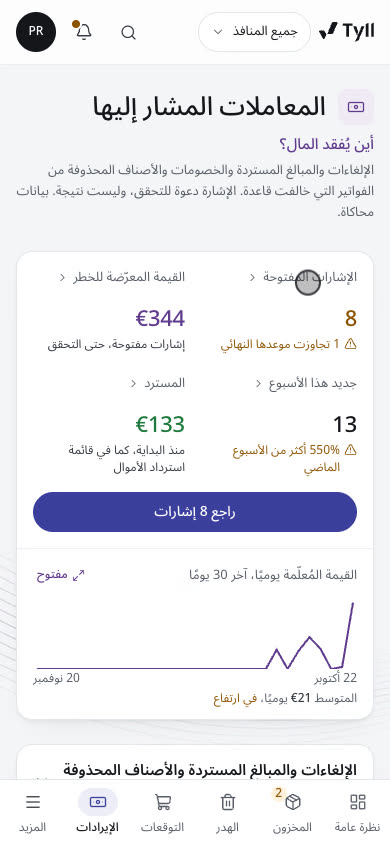 Tyll
جميع المنافذ
PR
المعاملات المشار إليها
أين يُفقد المال؟
الإلغاءات والمبالغ المستردة والخصومات والأصناف المحذوفة من
الفواتير التي خالفت قاعدة. الإشارة دعوة للتحقق، وليست نتيجة. بيانات
محاكاة.
الإشارات المفتوحة
القيمة المعرّضة للخطر
8
€344
1 تجاوزت موعدها النهائي
إشارات مفتوحة، حتى التحقق
جديد هذا الأسبوع
المسترد
13
€133
550% أكثر من الأسبوع
الماضي
منذ البداية، كما في قائمة
استرداد الأموال
راجع 8 إشارات
القيمة المُعلّمة يوميًا، آخر 30 يومًا
مفتوح
22 أكتوبر
20 نوفمبر
المتوسط €21 يوميًا، في ارتفاع
الإلغاءات والمبالغ المستردة والأصناف المحذوفة
نظرة عامة
2
المخزون
الهدر
التوقعات
الإيرادات
المزيد